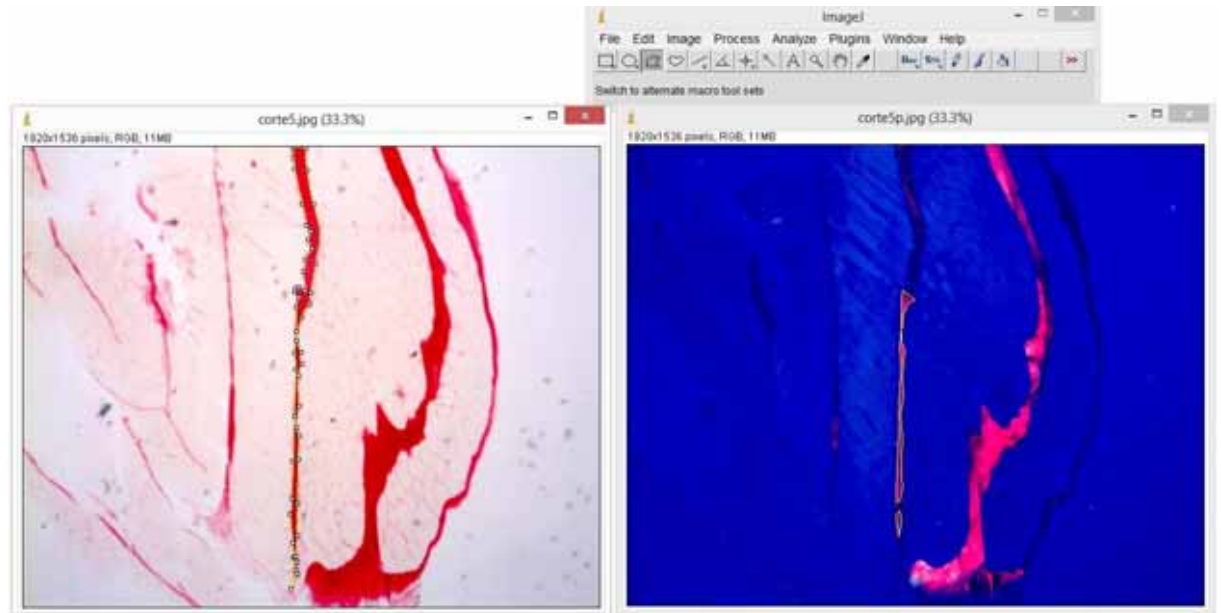 ImageJ
File Edit Image Process Analyze Plugins Window Help
A
>>
Switch to alternate macro tool sets
corte5.jpg (33.3%)
1920x1536 pixels, RGB, 11MB
corte5p.jpg (33.3%)
1920x1536 pixels, RGB, 11MB